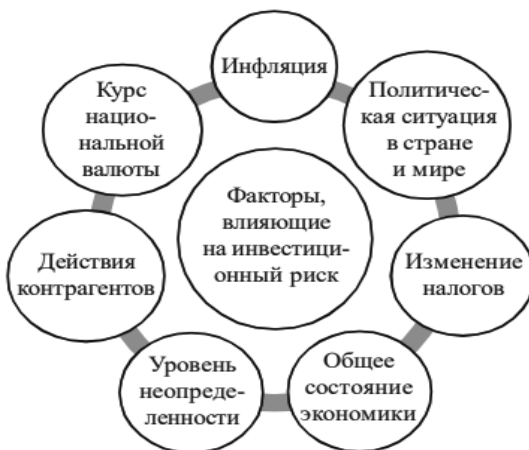 Инфляция
Политичес-
кая ситуация
в стране
и мире
Изменение
налогов
Общее
состояние
экономики
Уровень
неопреде-
ленности
Действия
контрагентов
Курс
нацио-
нальной
валюты
Факторы,
влияющие
на инвестици-
онный риск